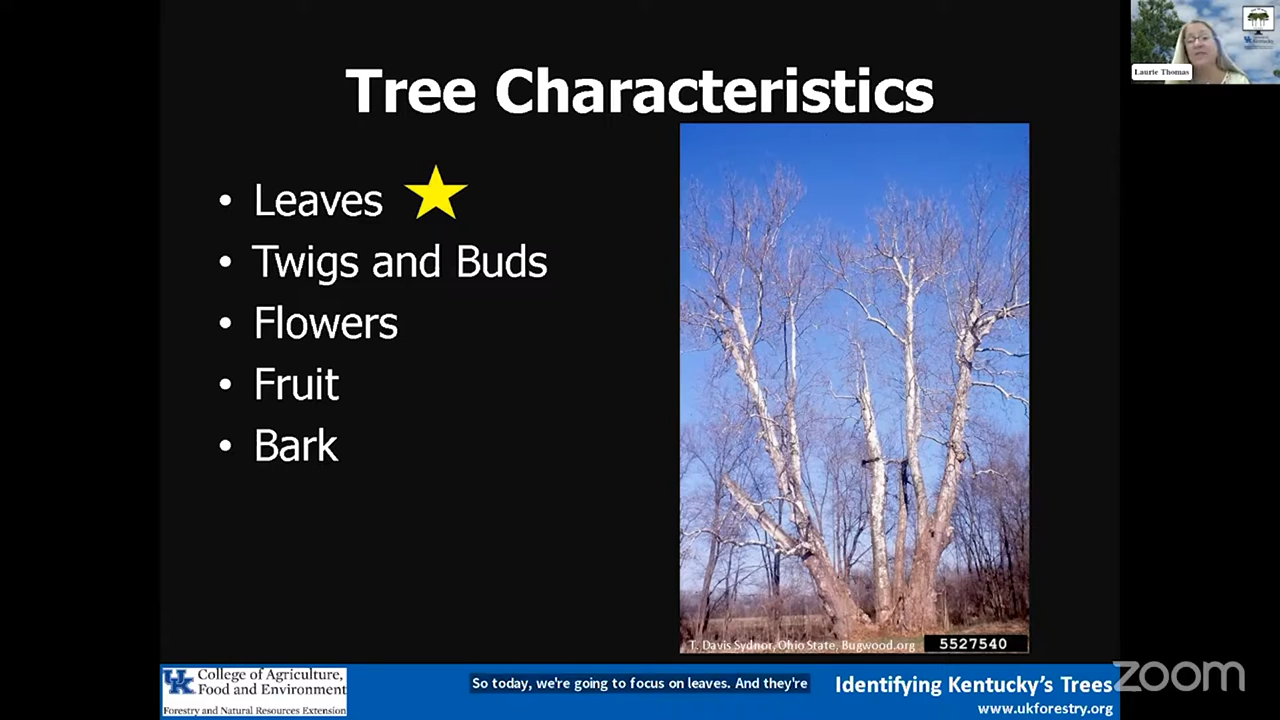 Tree Characteristics
• Leaves
• Twigs and Buds
• Flowers
• Fruit
• Bark
T. Davis Sydnor, Ohio State, Bugwood.org
5527540
Laurie Thomas
UK
College of Agriculture,
Food and Environment
Forestry and Natural Resources Extension
So today, we're going to focus on leaves. And they're
Identifying Kentucky's Trees
www.ukforestry.org
zoom